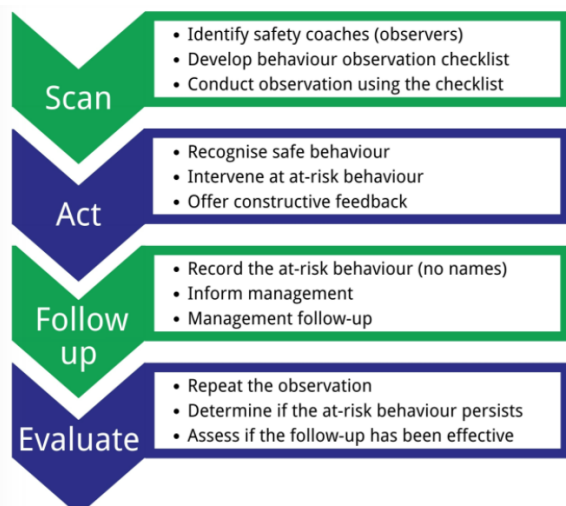 Scan
• Identify safety coaches (observers)
• Develop behaviour observation checklist
• Conduct observation using the checklist
Act
• Recognise safe behaviour
• Intervene at at-risk behaviour
• Offer constructive feedback
Follow
up
• Record the at-risk behaviour (no names)
• Inform management
• Management follow-up
Evaluate
• Repeat the observation
• Determine if the at-risk behaviour persists
• Assess if the follow-up has been effective